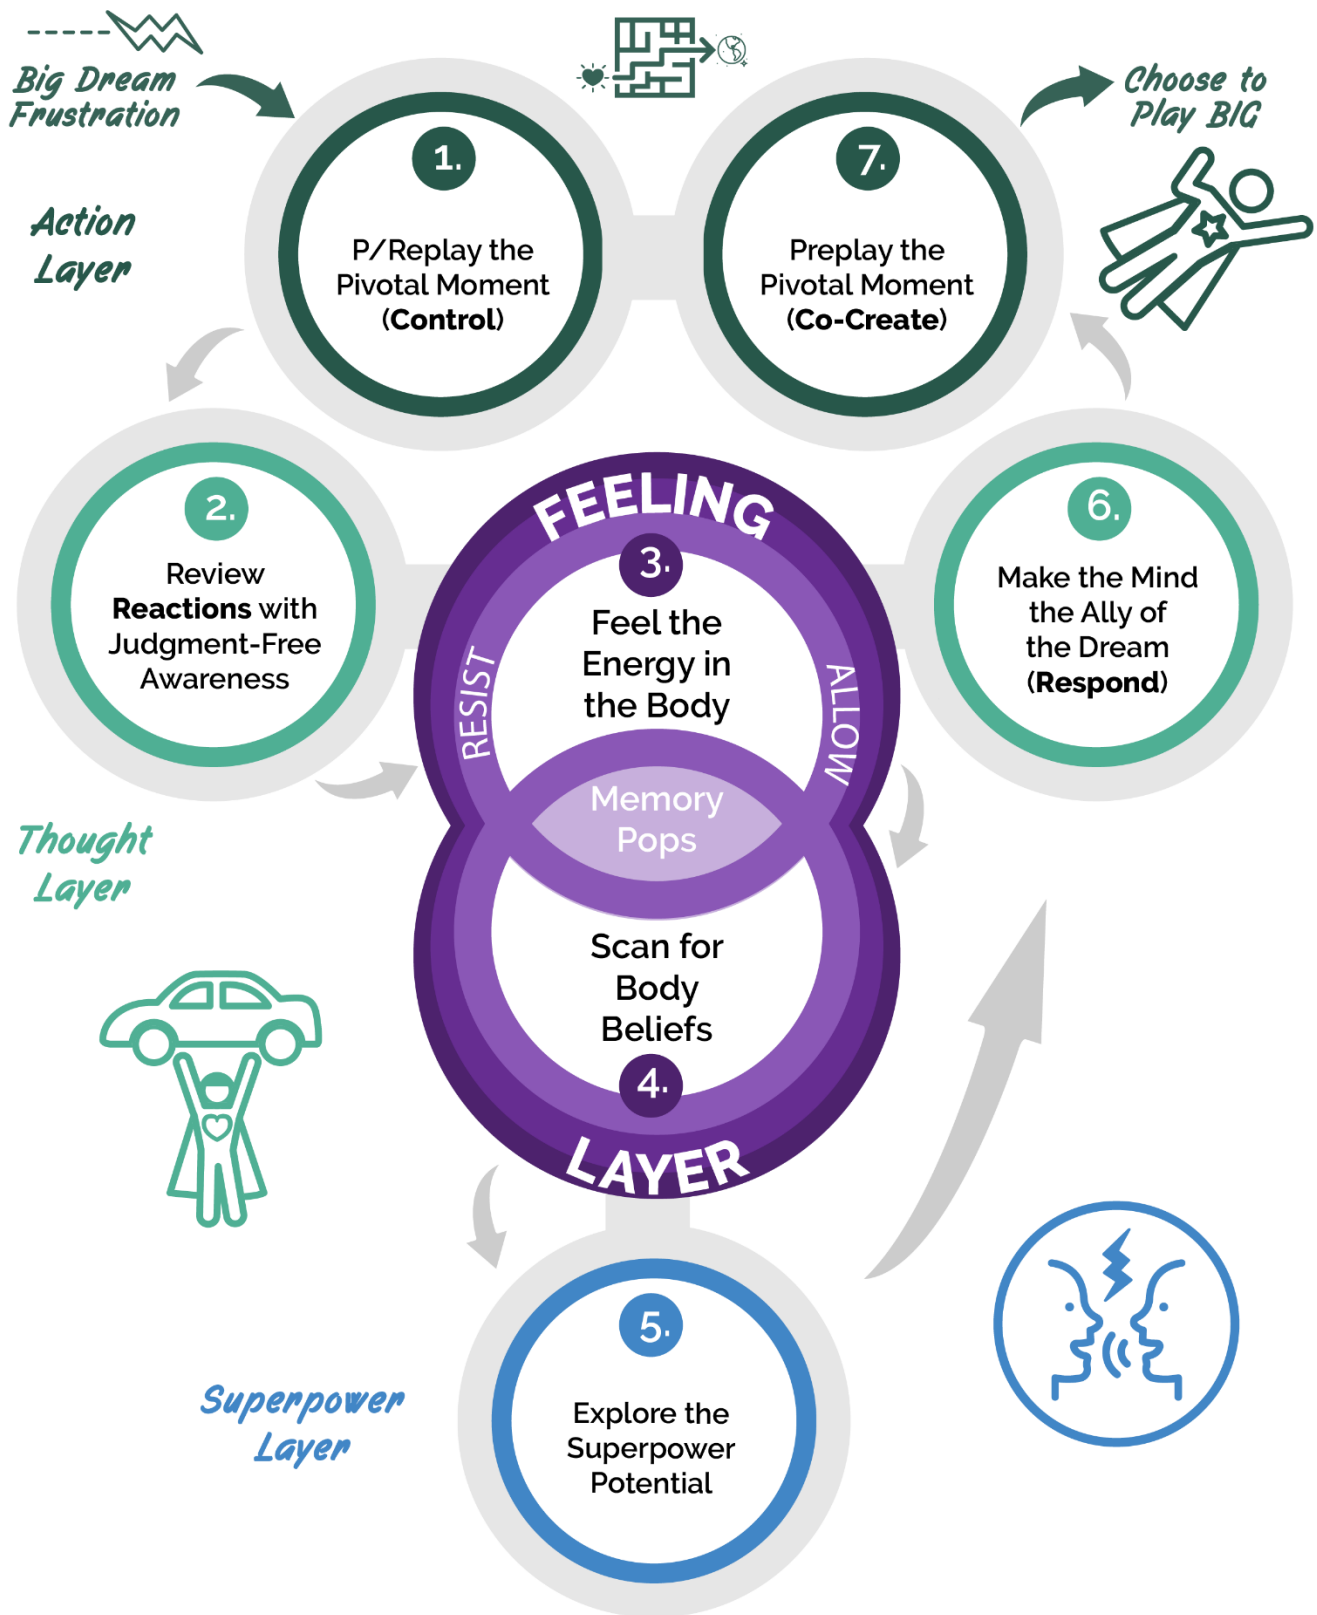 Big Dream
Frustration
Choose to
Play BIG
Action
Layer
1.
P/Replay the
Pivotal Moment
(Control)
7.
Preplay the
Pivotal Moment
(Co-Create)
2.
Review
Reactions with
Judgment-Free
Awareness
FEELING
3.
Feel the
Energy in
the Body
RESIST
ALLOW
Memory
Pops
Scan for
Body
Beliefs
4.
LAYER
6.
Make the Mind
the Ally of
the Dream
(Respond)
Thought
Layer
5.
Explore the
Superpower
Potential
Superpower
Layer